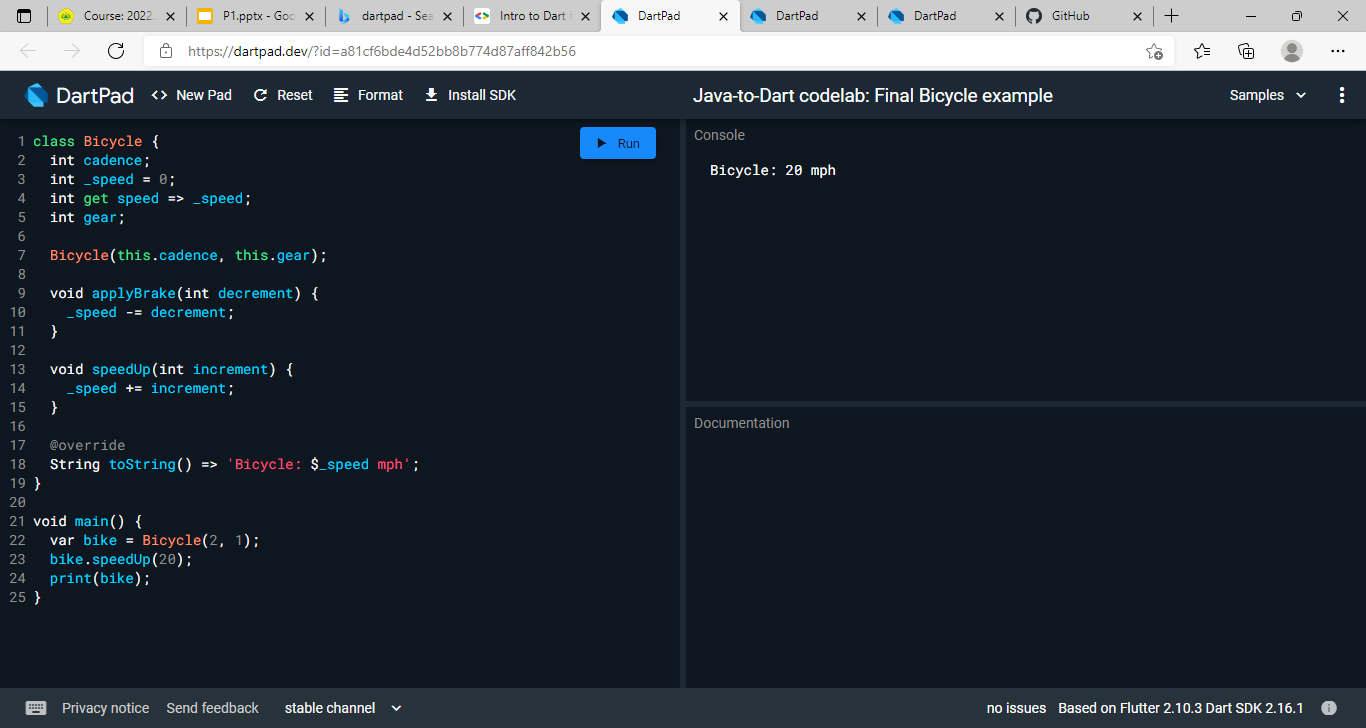 Course: 2022
P1.pptx - Goo
dartpad - Sea
Intro to Dart f
DartPad
DartPad
DartPad
GitHub
https://dartpad.dev/?id=a81cf6bde4d52bb8b774d87aff842b56
DartPad
<> New Pad
Reset
Format
Install SDK
Java-to-Dart codelab: Final Bicycle example
Samples
Run
1 class Bicycle {
2   int cadence;
3   int _speed = 0;
4   int get speed => _speed;
5   int gear;
6
7   Bicycle(this.cadence, this.gear);
8
9   void applyBrake(int decrement) {
10     _speed -= decrement;
11   }
12
13   void speedUp(int increment) {
14     _speed += increment;
15   }
16
17   @override
18   String toString() => 'Bicycle: $_speed mph';
19 }
20
21 void main() {
22   var bike = Bicycle(2, 1);
23   bike.speedUp(20);
24   print(bike);
25 }
Console
Bicycle: 20 mph
Documentation
Privacy notice
Send feedback
stable channel
no issues
Based on Flutter 2.10.3 Dart SDK 2.16.1